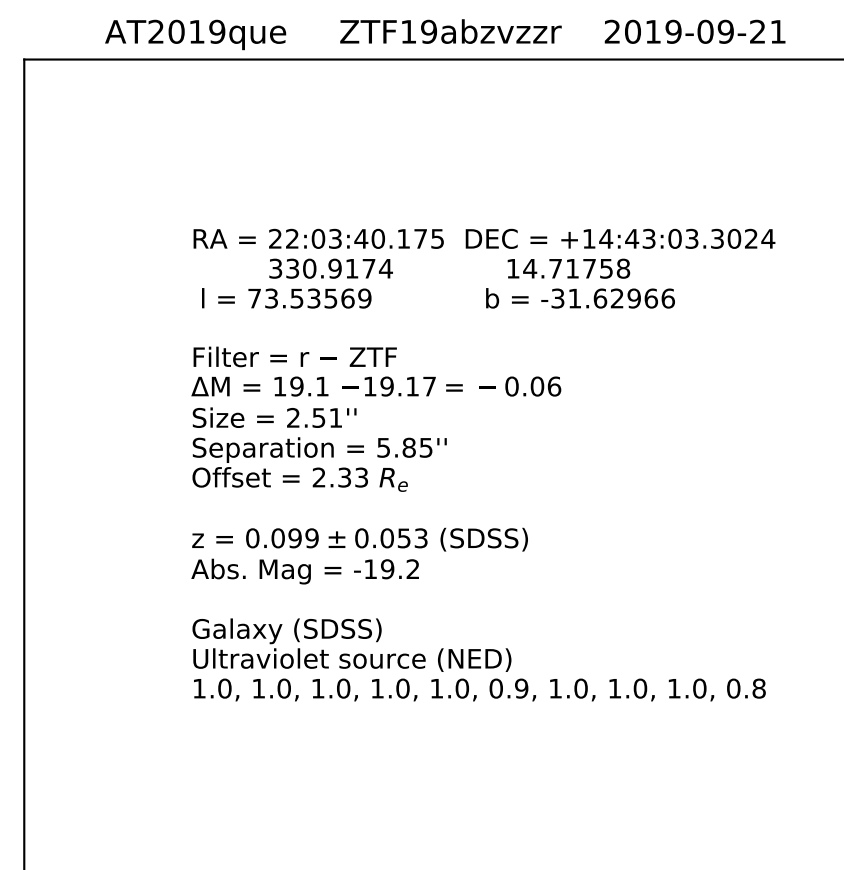 AT2019que ZTF19abzvzzr 2019-09-21
RA = 22:03:40.175 DEC = +14:43:03.3024
330.9174 14.71758
l = 73.53569 b = -31.62966
Filter = r − ZTF
ΔM = 19.1 −19.17 = − 0.06
Size = 2.51''
Separation = 5.85''
Offset = 2.33 Re
z = 0.099 ± 0.053 (SDSS)
Abs. Mag = -19.2
Galaxy (SDSS)
Ultraviolet source (NED)
1.0, 1.0, 1.0, 1.0, 1.0, 0.9, 1.0, 1.0, 1.0, 0.8